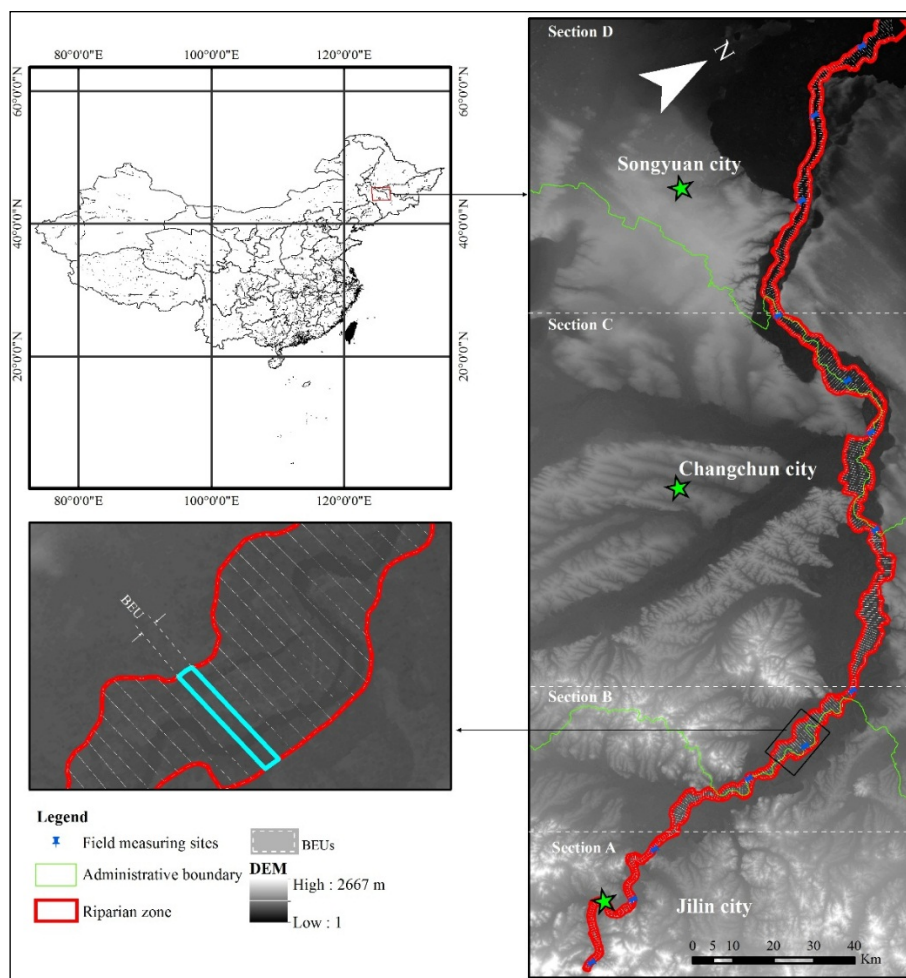 80°0'0"E 100°0'0"E 120°0'0"E
60°0'0"N
40°0'0"N
20°0'0"N
60°0'0"N
40°0'0"N
20°0'0"N
80°0'0"E 100°0'0"E 120°0'0"E
BEU
Legend
Field measuring sites
Administrative boundary
Riparian zone
BEUs
DEM
High : 2667 m
Low : 1
Section D
N
Songyuan city
Section C
Changchun city
Section B
Section A
Jilin city
0 5 10 20 30 40
Km